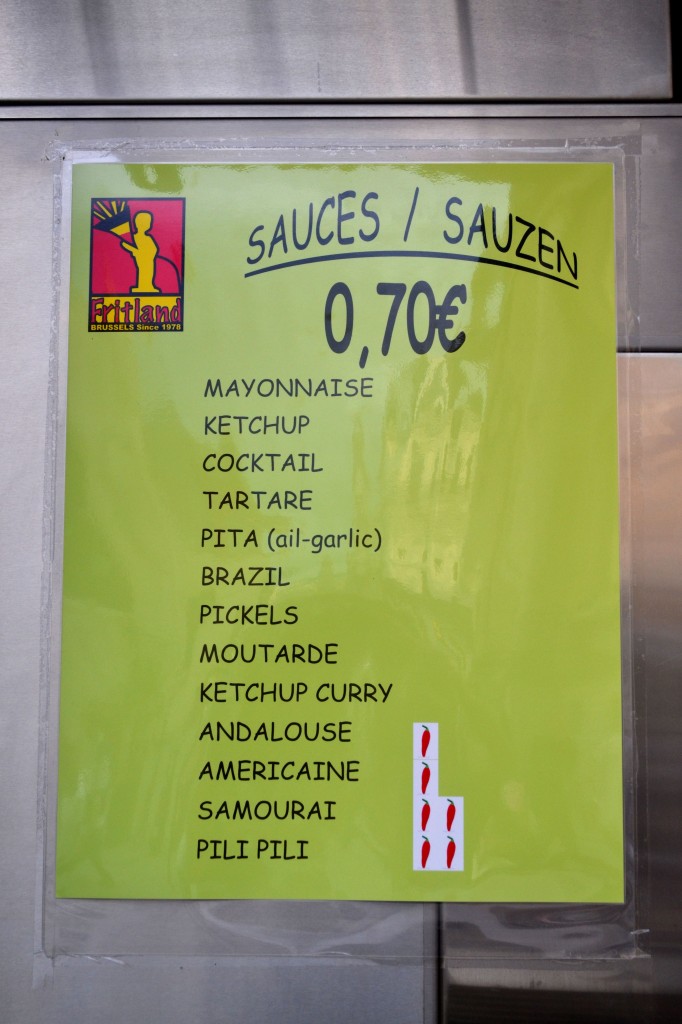 SAUCES / SAUZEN
0,70€
Fritland
BRUSSELS Since 1978
MAYONNAISE
KETCHUP
COCKTAIL
TARTARE
PITA (ail-garlic)
BRAZIL
PICKELS
MOUTARDE
KETCHUP CURRY
ANDALOUSE
AMERICAINE
SAMOURAI
PILI PILI